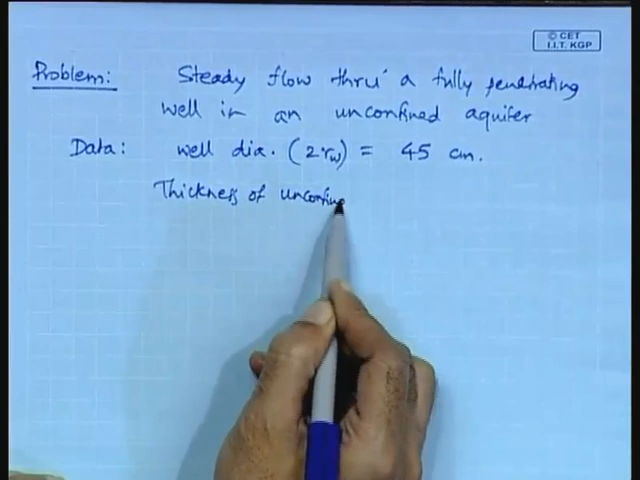 © CET
I.I.T. KGP
Problem: Steady flow thru' a fully penetrating
well in an unconfined aquifer
Data: well dia. (2rw) = 45 cm.
Thickness of unconfine